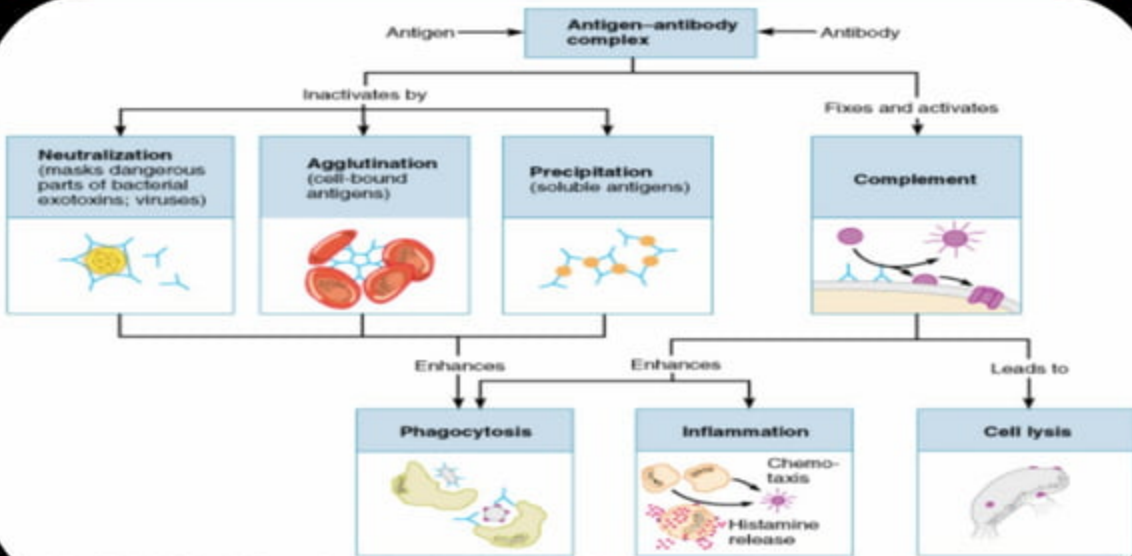 Antigen
Antigen–antibody
complex
Antibody
Inactivates by
Fixes and activates
Neutralization
(masks dangerous
parts of bacterial
exotoxins; viruses)
Agglutination
(cell-bound
antigens)
Precipitation
(soluble antigens)
Complement
Enhances
Enhances
Leads to
Phagocytosis
Inflammation
Cell lysis
Chemo-
taxis
Histamine
release